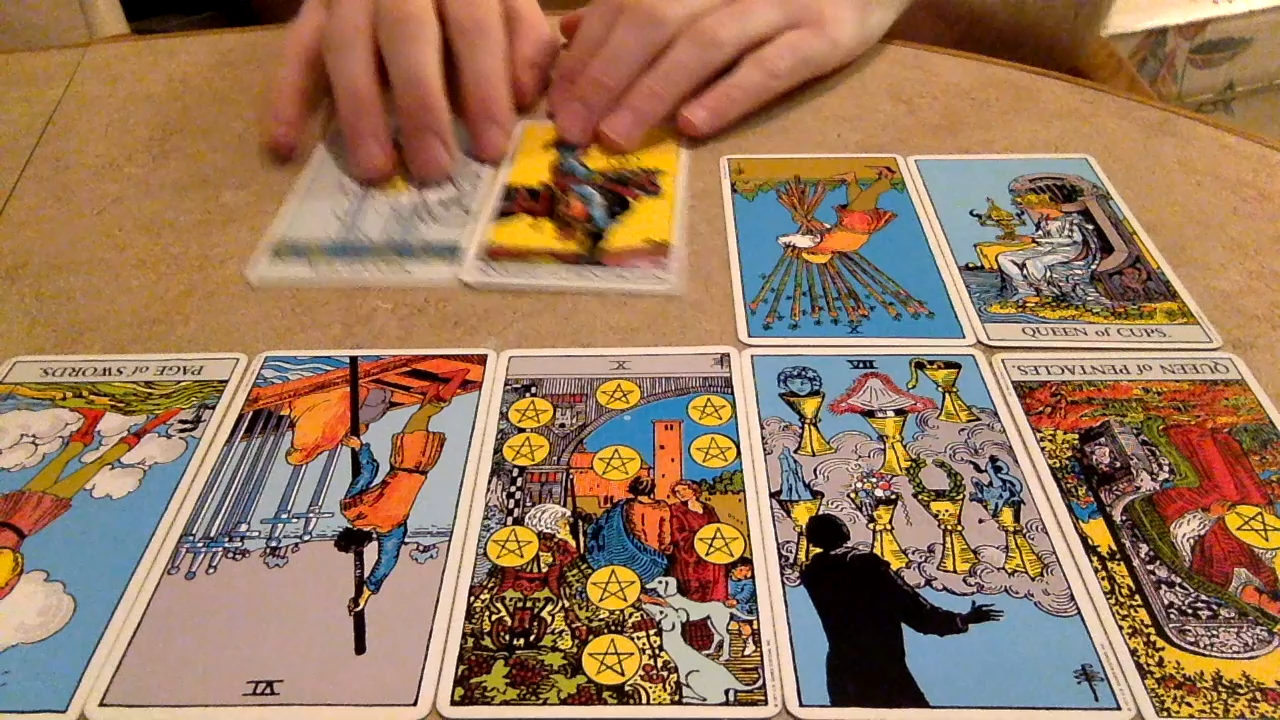 X
QUEEN of CUPS.
PAGE of SWORDS.
X
VII
QUEEN of PENTACLES.
VI